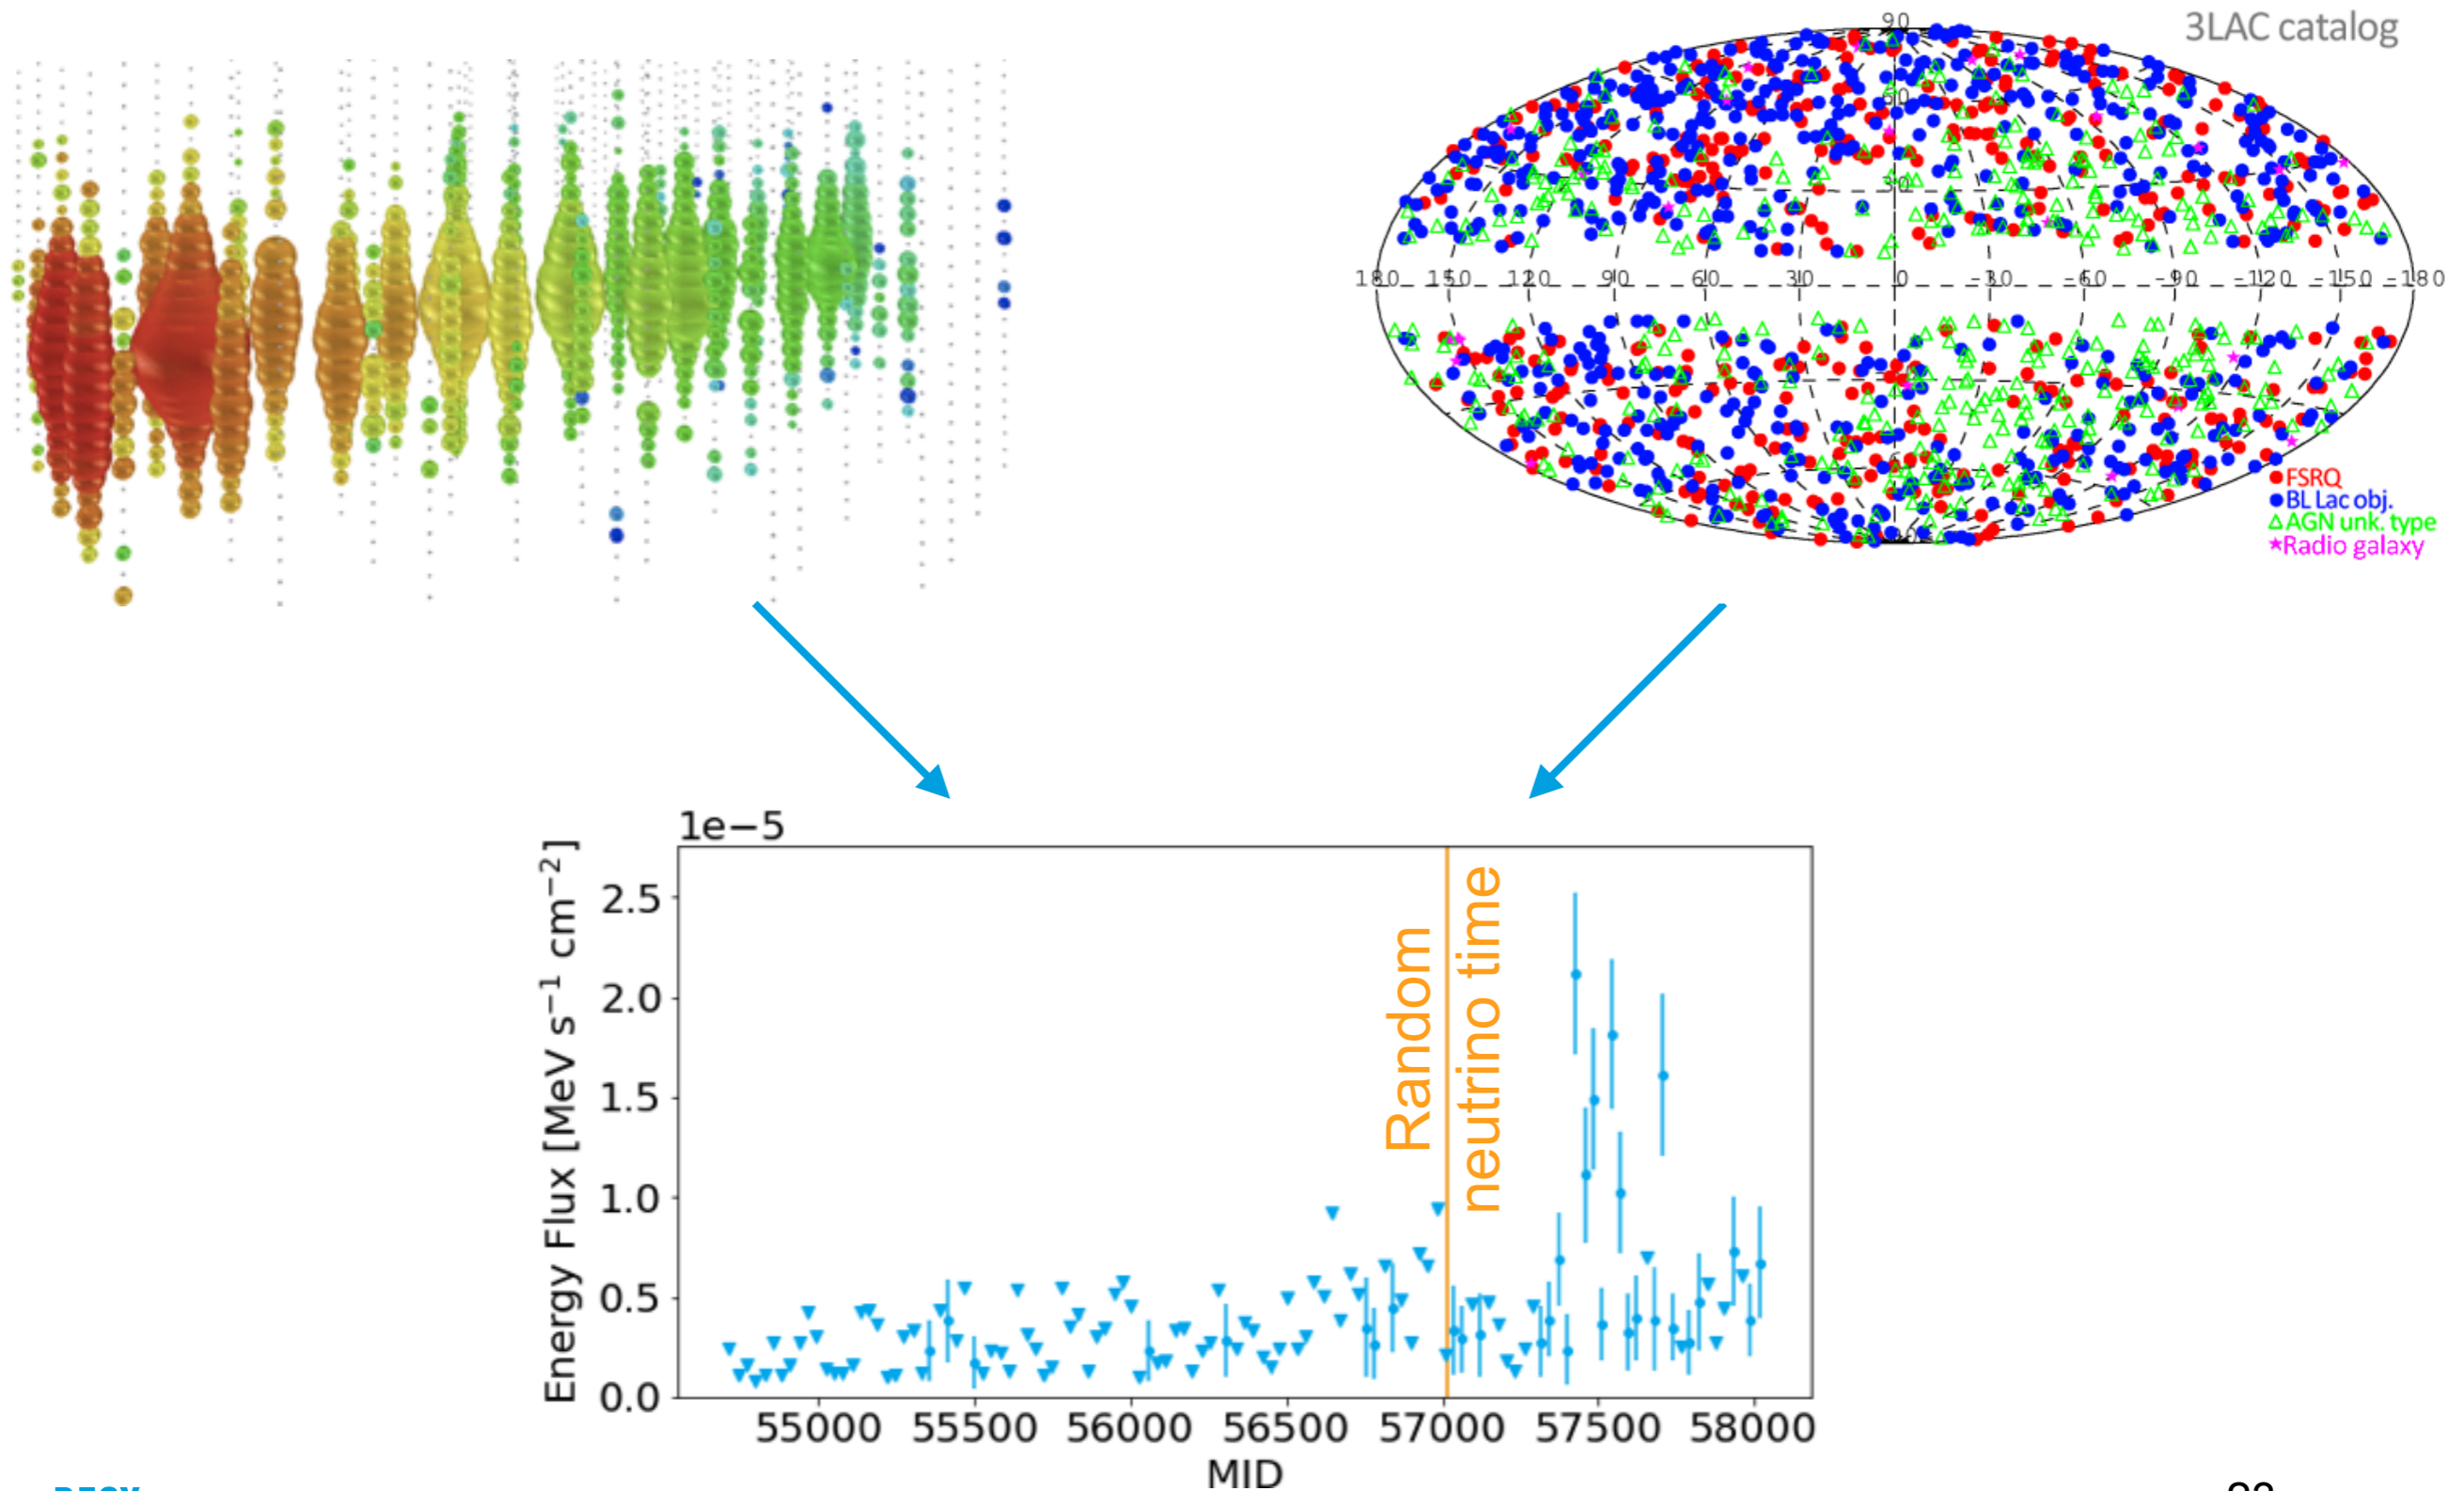 3LAC catalog
90
60
30
180 150 120 90 60 30 0 -30 -60 -90 -120 -150 -180
FSRQ
BL Lac obj.
AGN unk. type
Radio galaxy
1e−5
Energy Flux [MeV s⁻¹ cm⁻²]
2.5
2.0
1.5
1.0
0.5
0.0
Random
neutrino time
55000 55500 56000 56500 57000 57500 58000
MJD